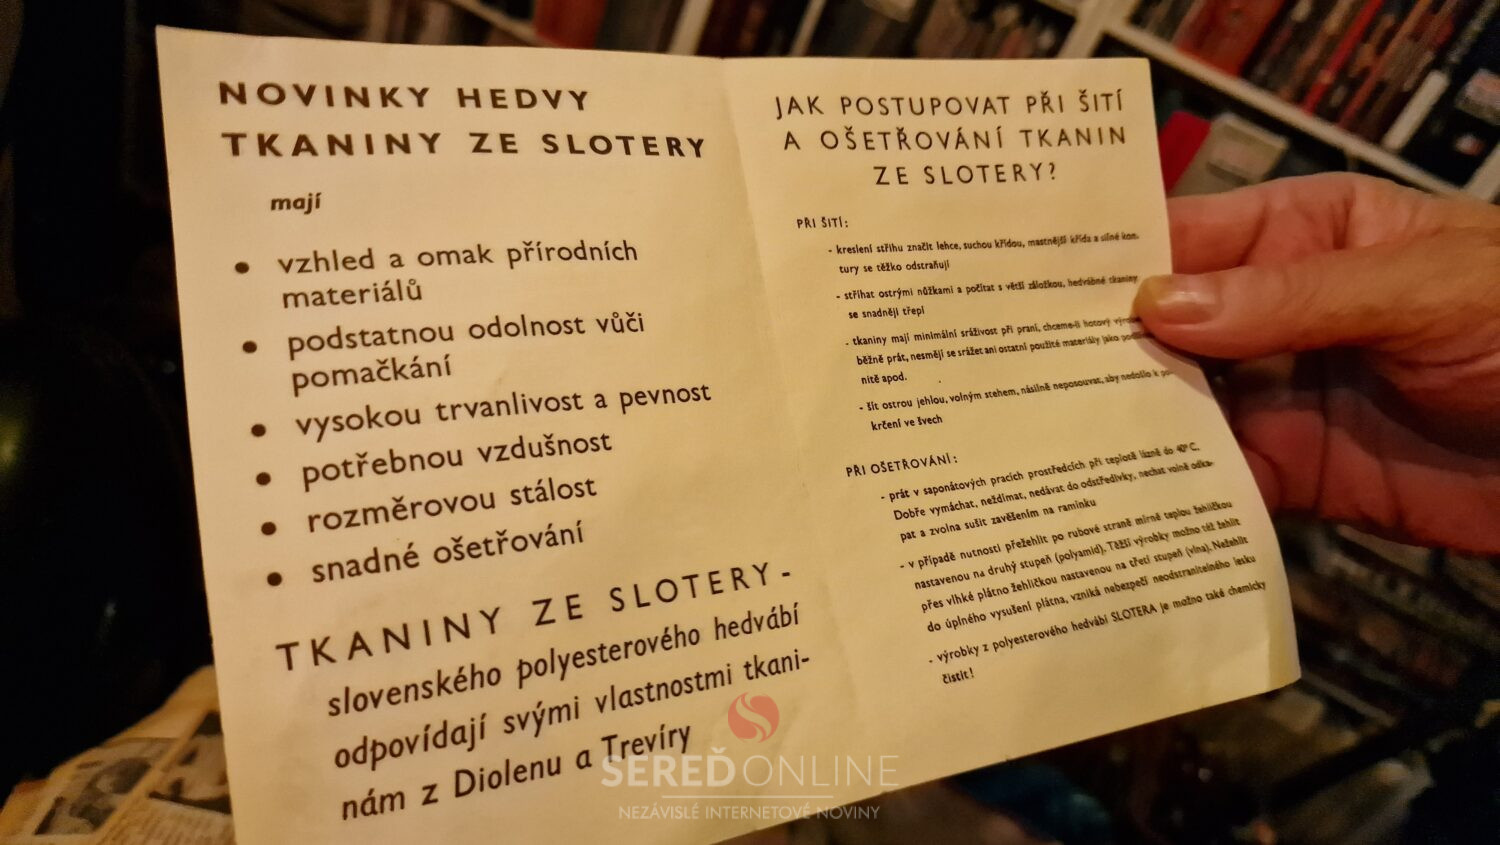 NOVINKY HEDVY
TKANINY ZE SLOTERY
mají
• vzhled a omak přírodních
materiálů
• podstatnou odolnost vůči
pomačkání
• vysokou trvanlivost a pevnost
• potřebnou vzdušnost
• rozměrovou stálost
• snadné ošetřování
TKANINY ZE SLOTERY -
slovenského polyesterového hedvábí
odpovídají svými vlastnostmi tkani-
nám z Diolenu a Trevíry
JAK POSTUPOVAT PŘI ŠITÍ
A OŠETŘOVÁNÍ TKANIN
ZE SLOTERY?
PŘI ŠITÍ:
- kreslení střihu značit lehce, suchou křídou, mastnější křída a silné kon-
tury se těžko odstraňují
- stříhat ostrými nůžkami a počítat s větší záložkou, hedvábné tkaniny
se snadněji třepí
- tkaniny mají minimální sráživost při praní, chceme-li hotový
běžně prát, nesmějí se srážet ani ostatní použité materiály jako
nitě apod.
- šít ostrou jehlou, volným stehem, násilně neposouvat, aby nedošlo k
krčení ve švech
PŘI OŠETŘOVÁNÍ:
- prát v saponátových pracích prostředcích při teplotě lázně do 40° C.
Dobře vymáchat, neždímat, nedávat do odstředivky, nechat volně odka-
pat a zvolna sušit zavěšením na ramínku
- v případě nutnosti přežehlit po rubové straně mírně teplou žehličkou
nastavenou na druhý stupeň (polyamid). Těžší výrobky možno též žehlit
přes vlhké plátno žehličkou nastavenou na třetí stupeň (vlna). Nežehlit
do úplného vysušení plátna, vzniká nebezpečí neodstranitelného lesku
- výrobky z polyesterového hedvábí SLOTERA je možno také chemicky
čistit!
SEREĎONLINE
NEZÁVISLÉ INTERNETOVÉ NOVINY